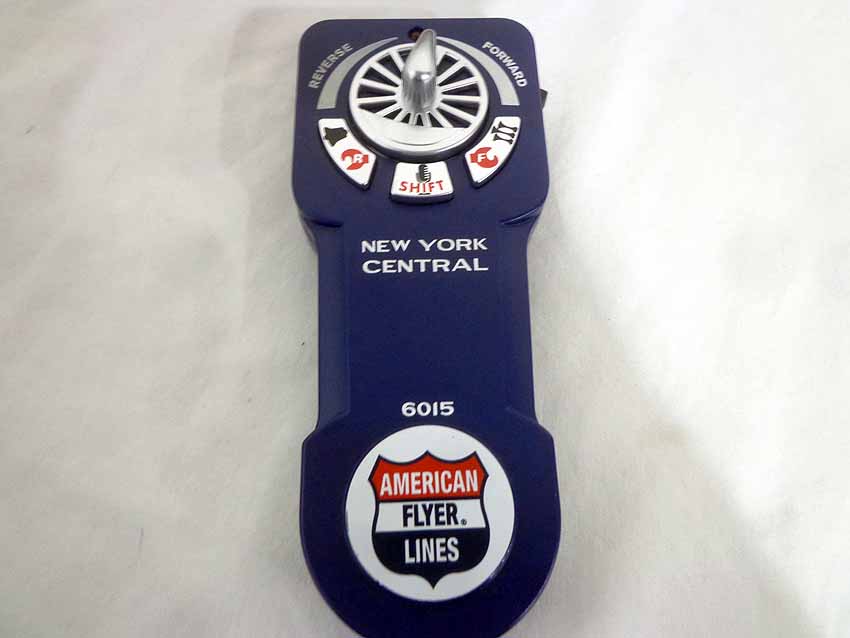 REVERSE
FORWARD
R
F
SHIFT
NEW YORK
CENTRAL
6015
AMERICAN
FLYER®
LINES